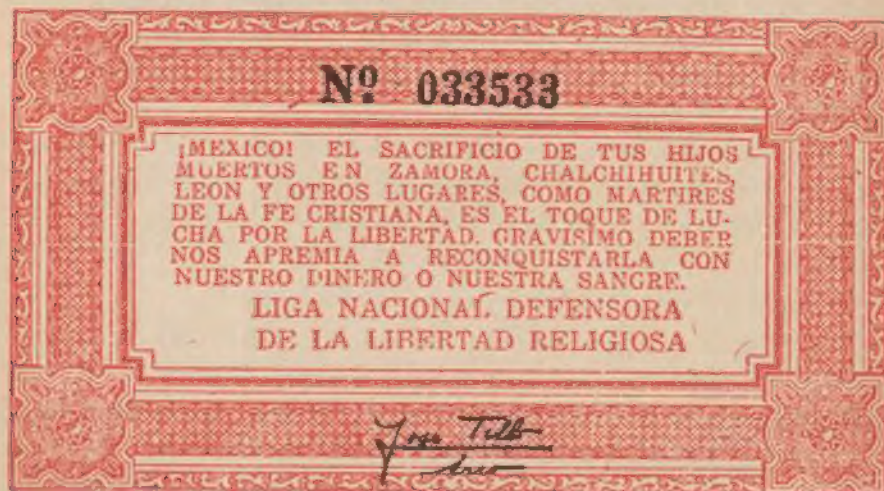 Nº 033533
¡MEXICO! EL SACRIFICIO DE TUS HIJOS
MUERTOS EN ZAMORA, CHALCHIHUITES,
LEON Y OTROS LUGARES, COMO MARTIRES
DE LA FE CRISTIANA, ES EL TOQUE DE LU-
CHA POR LA LIBERTAD. GRAVISIMO DEBER
NOS APREMIA A RECONQUISTARLA CON
NUESTRO DINERO O NUESTRA SANGRE.
LIGA NACIONAL DEFENSORA
DE LA LIBERTAD RELIGIOSA